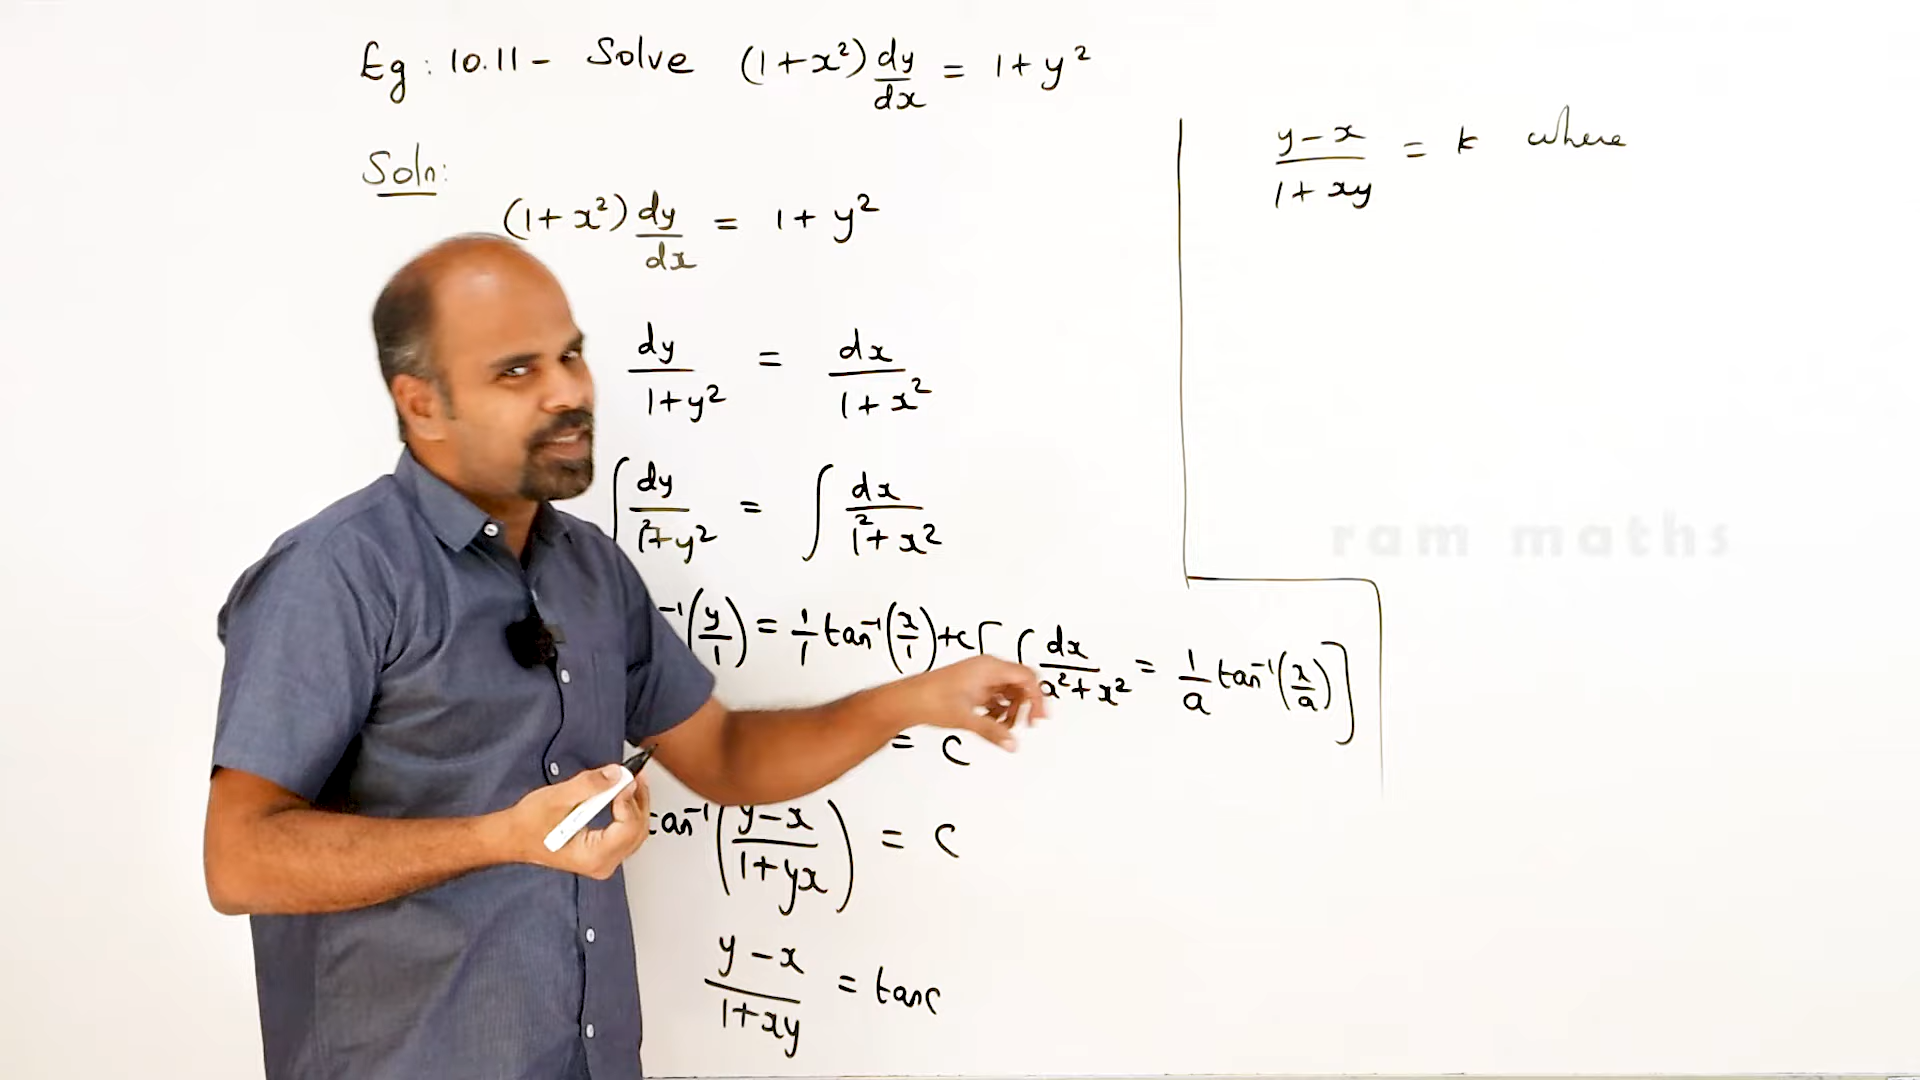 Eg : 10.11 - Solve (1+x²) dy/dx = 1+y²
Soln:
(1+x²) dy/dx = 1+y²
dy/1+y² = dx/1+x²
∫ dy/1²+y² = ∫ dx/1²+x²
⁻¹(y/1) = 1/1 tan⁻¹(x/1)+c [∫ dx/a²+x² = 1/a tan⁻¹(x/a)]
= c
tan⁻¹(y-x/1+yx) = c
y-x/1+xy = tanc
y-x/1+xy = k where
ram maths